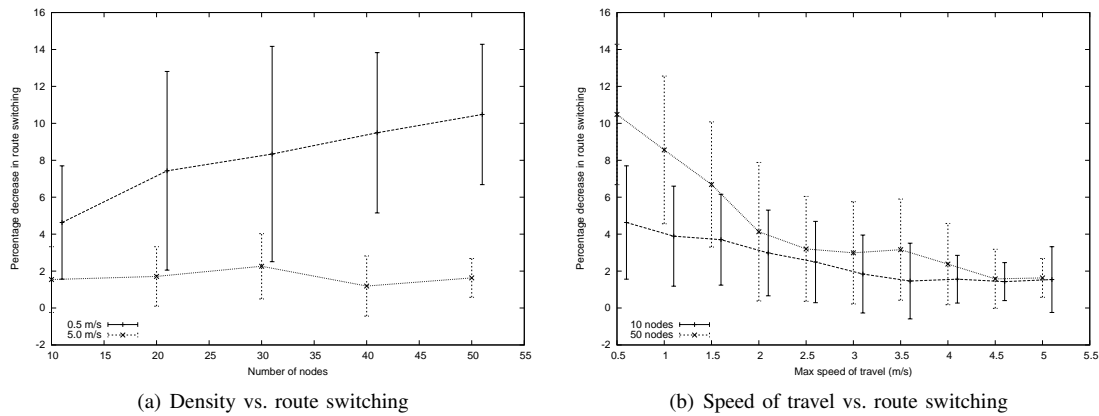 16
14
12
10
8
6
4
2
0
-2
Percentage decrease in route switching
0.5 m/s
5.0 m/s
10 15 20 25 30 35 40 45 50 55
Number of nodes
(a) Density vs. route switching
16
14
12
10
8
6
4
2
0
-2
Percentage decrease in route switching
10 nodes
50 nodes
0.5 1 1.5 2 2.5 3 3.5 4 4.5 5 5.5
Max speed of travel (m/s)
(b) Speed of travel vs. route switching